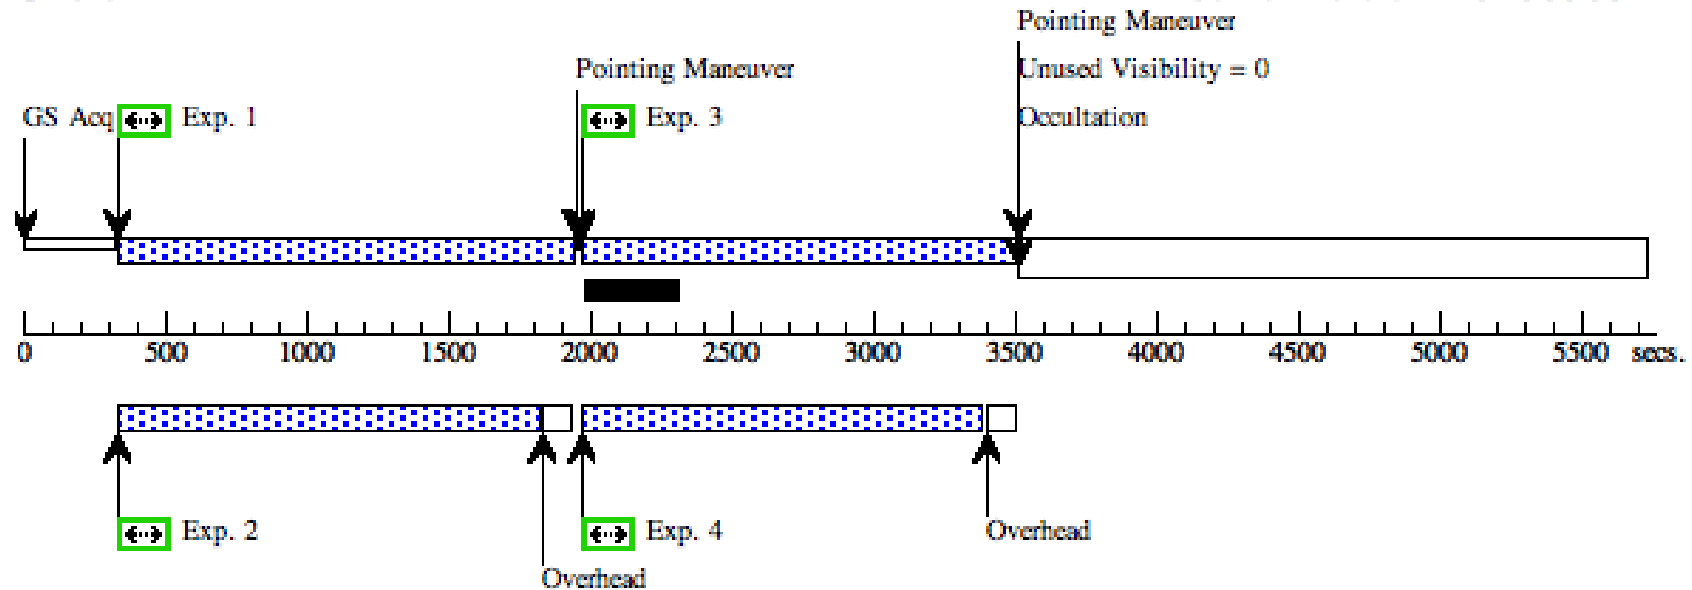 Pointing Maneuver
Pointing Maneuver
Unused Visibility = 0
GS Acq
Exp. 1
Exp. 3
Occultation
0 500 1000 1500 2000 2500 3000 3500 4000 4500 5000 5500 secs.
Exp. 2
Exp. 4
Overhead
Overhead